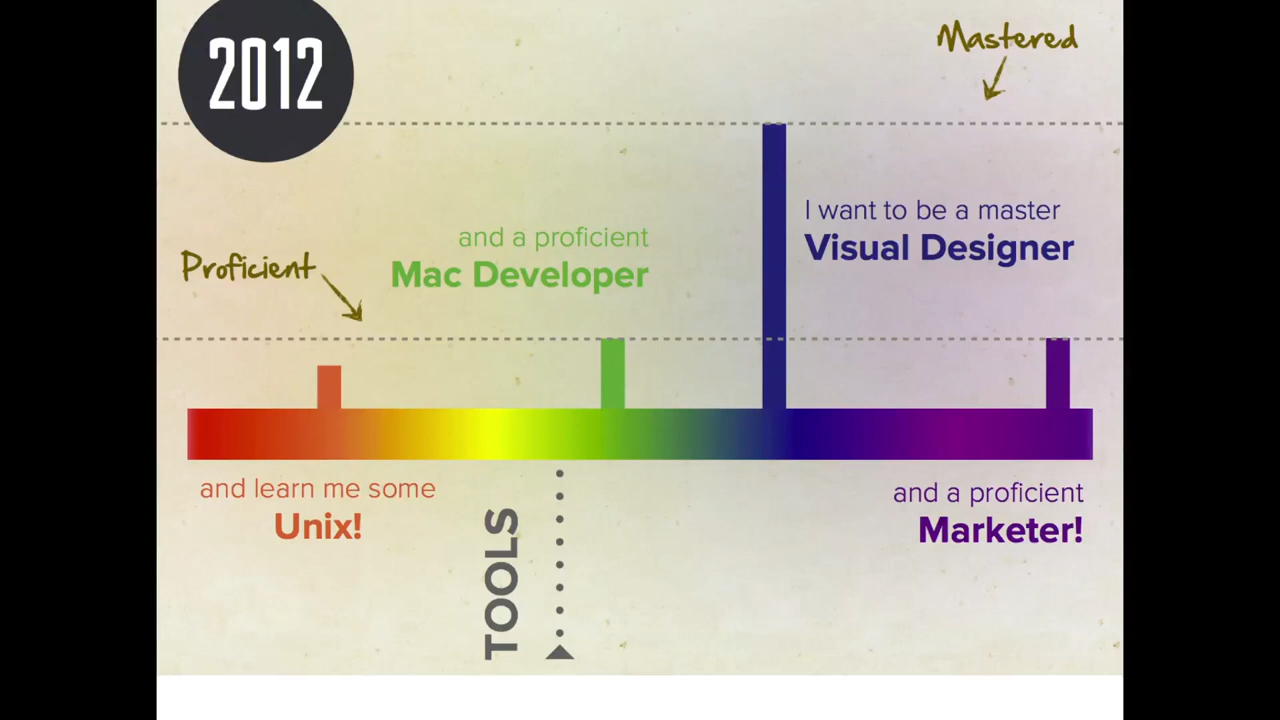 2012
Mastered
I want to be a master
Visual Designer
and a proficient
Mac Developer
Proficient
and learn me some
Unix!
TOOLS
and a proficient
Marketer!